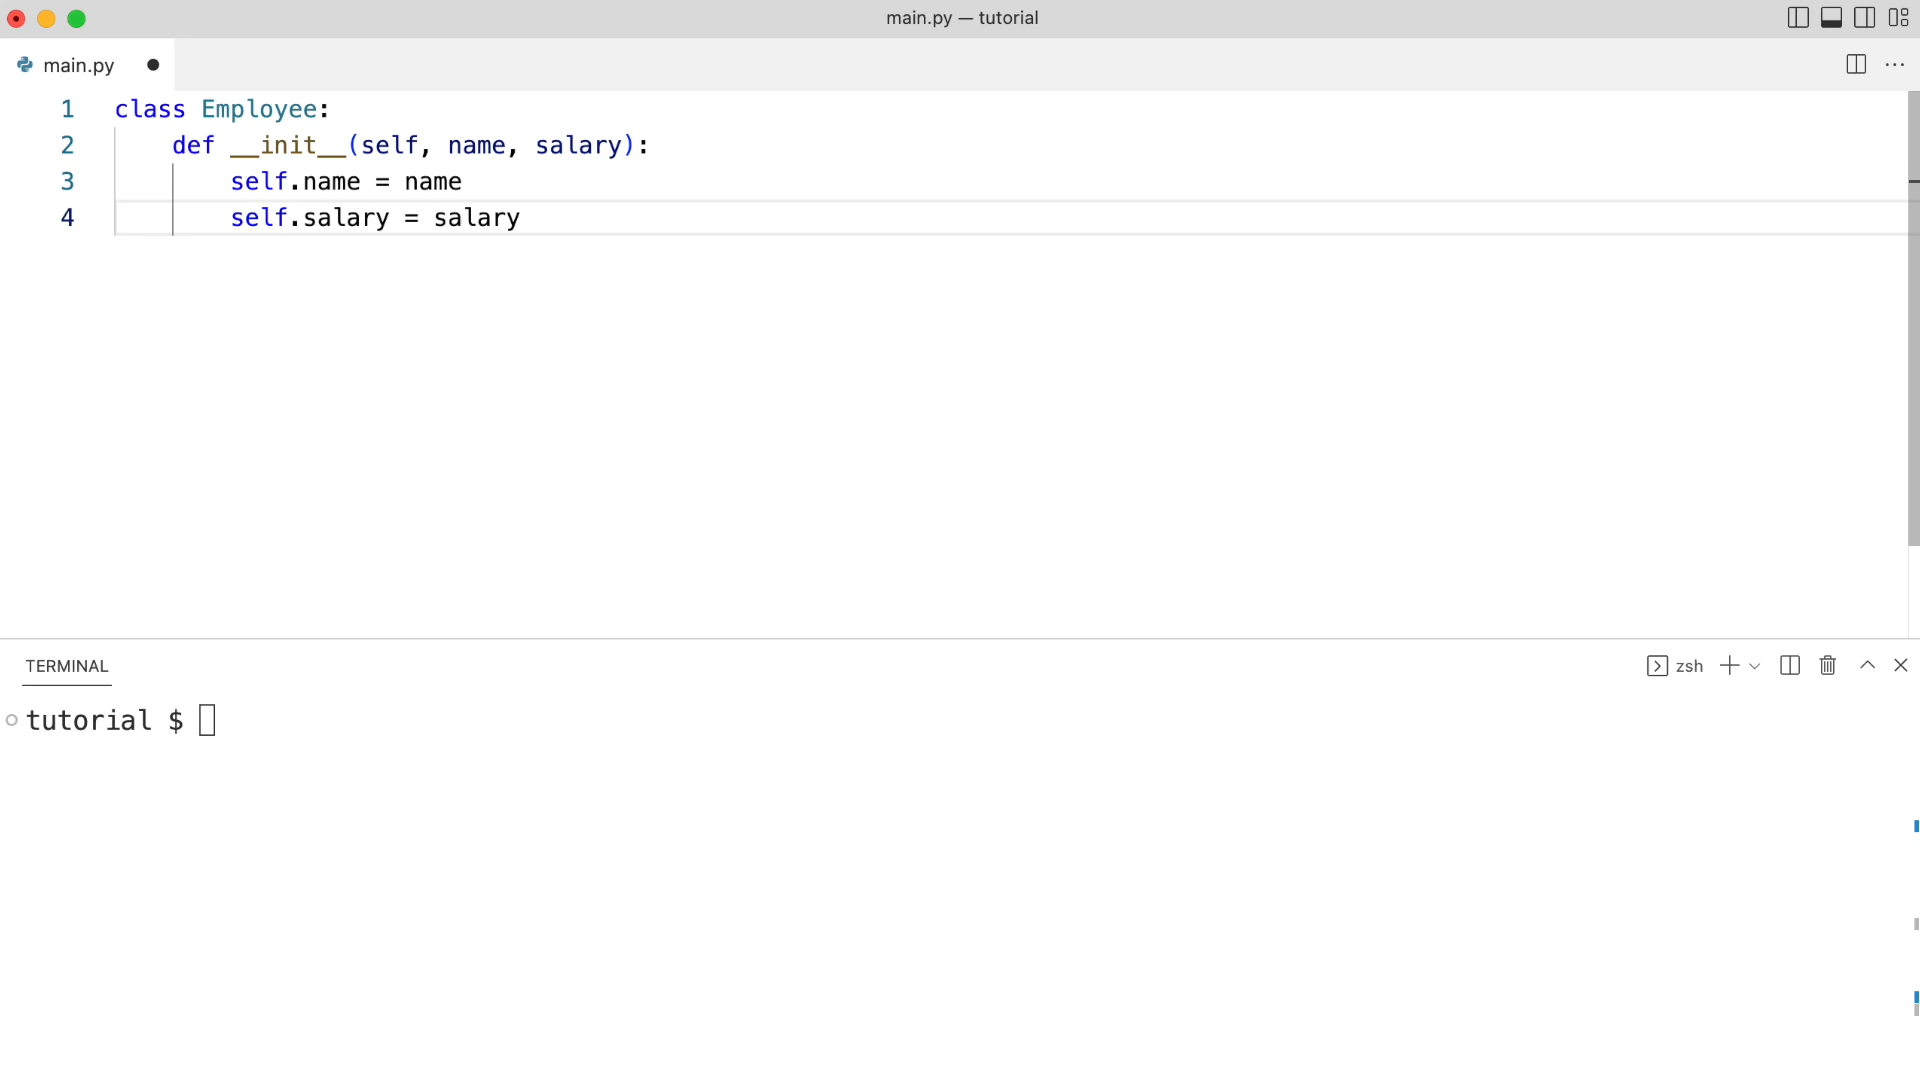 main.py — tutorial
main.py
1 class Employee:
2     def __init__(self, name, salary):
3         self.name = name
4         self.salary = salary
TERMINAL
zsh
tutorial $